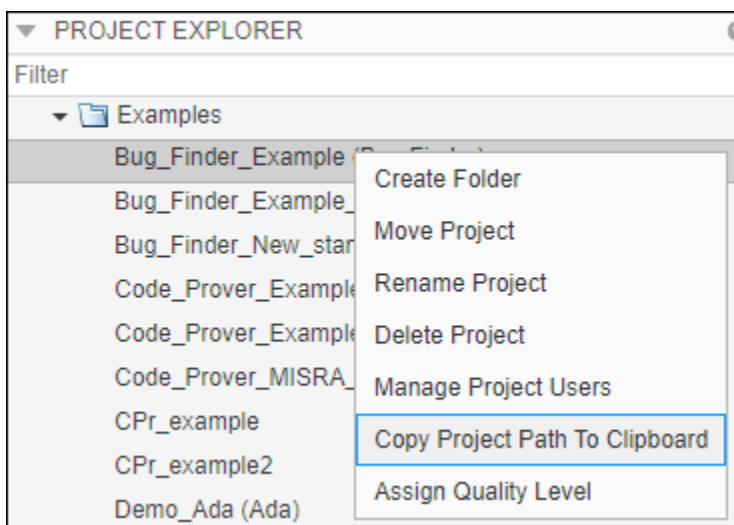 PROJECT EXPLORER
Filter
Examples
Bug_Finder_Example
Bug_Finder_Example_
Bug_Finder_New_star
Code_Prover_Example
Code_Prover_Example
Code_Prover_MISRA_
CPr_example
CPr_example2
Demo_Ada (Ada)
Create Folder
Move Project
Rename Project
Delete Project
Manage Project Users
Copy Project Path To Clipboard
Assign Quality Level